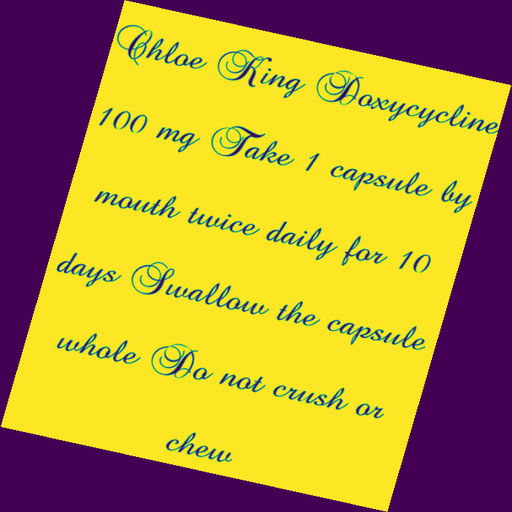 Chloe King Doxycycline
100 mg Take 1 capsule by
mouth twice daily for 10
days Swallow the capsule
whole Do not crush or
chew